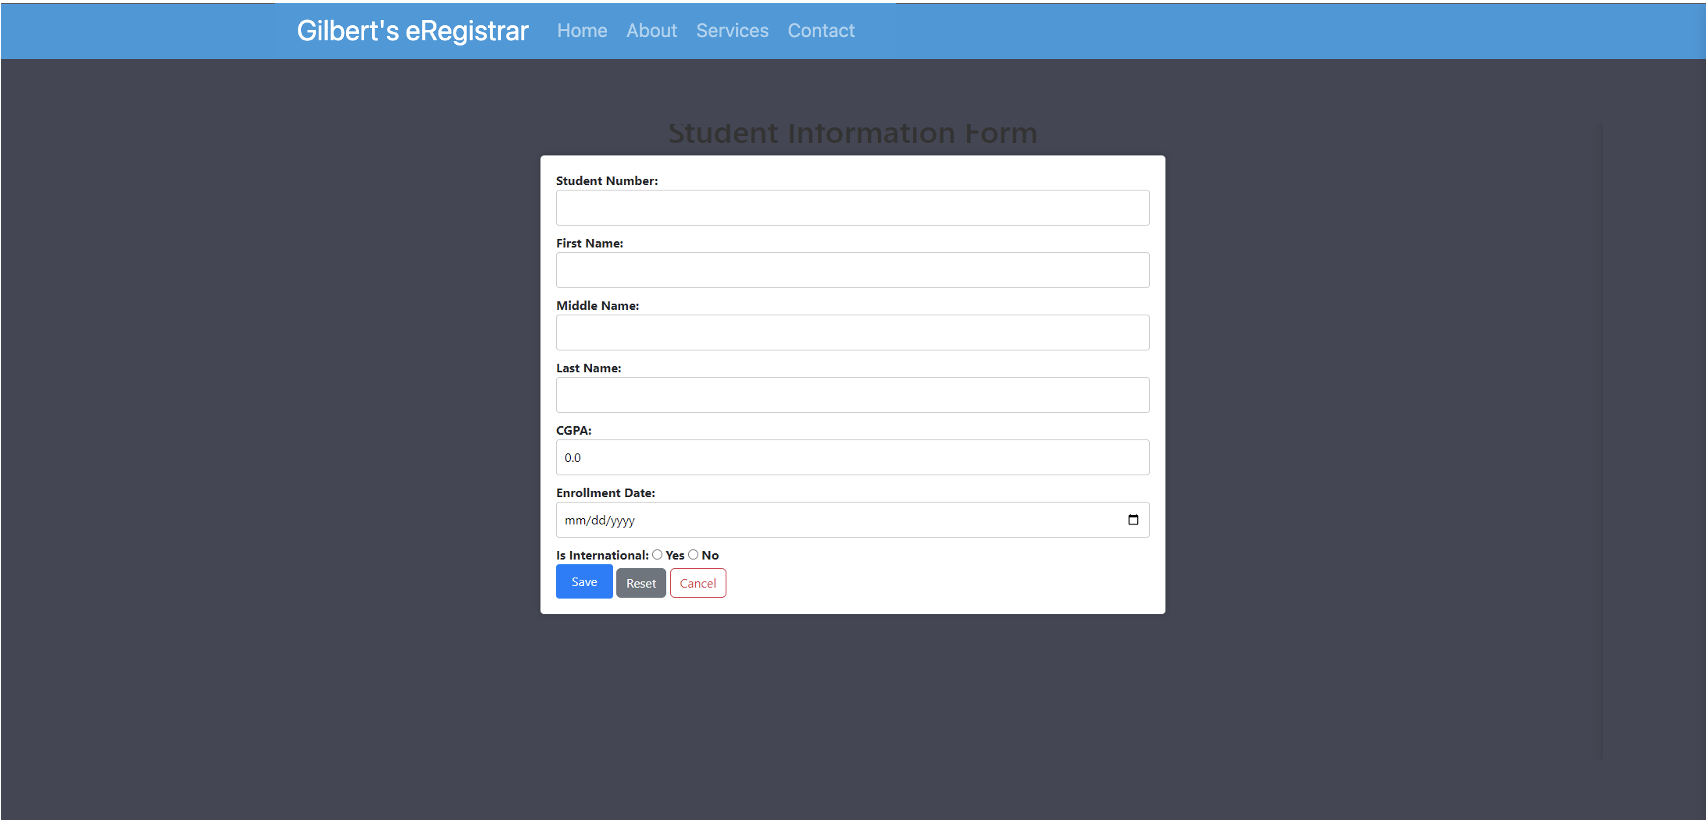 Gilbert's eRegistrar Home About Services Contact
Student Information Form
Student Number:
First Name:
Middle Name:
Last Name:
CGPA:
0.0
Enrollment Date:
mm/dd/yyyy
Is International: Yes No
Save Reset Cancel